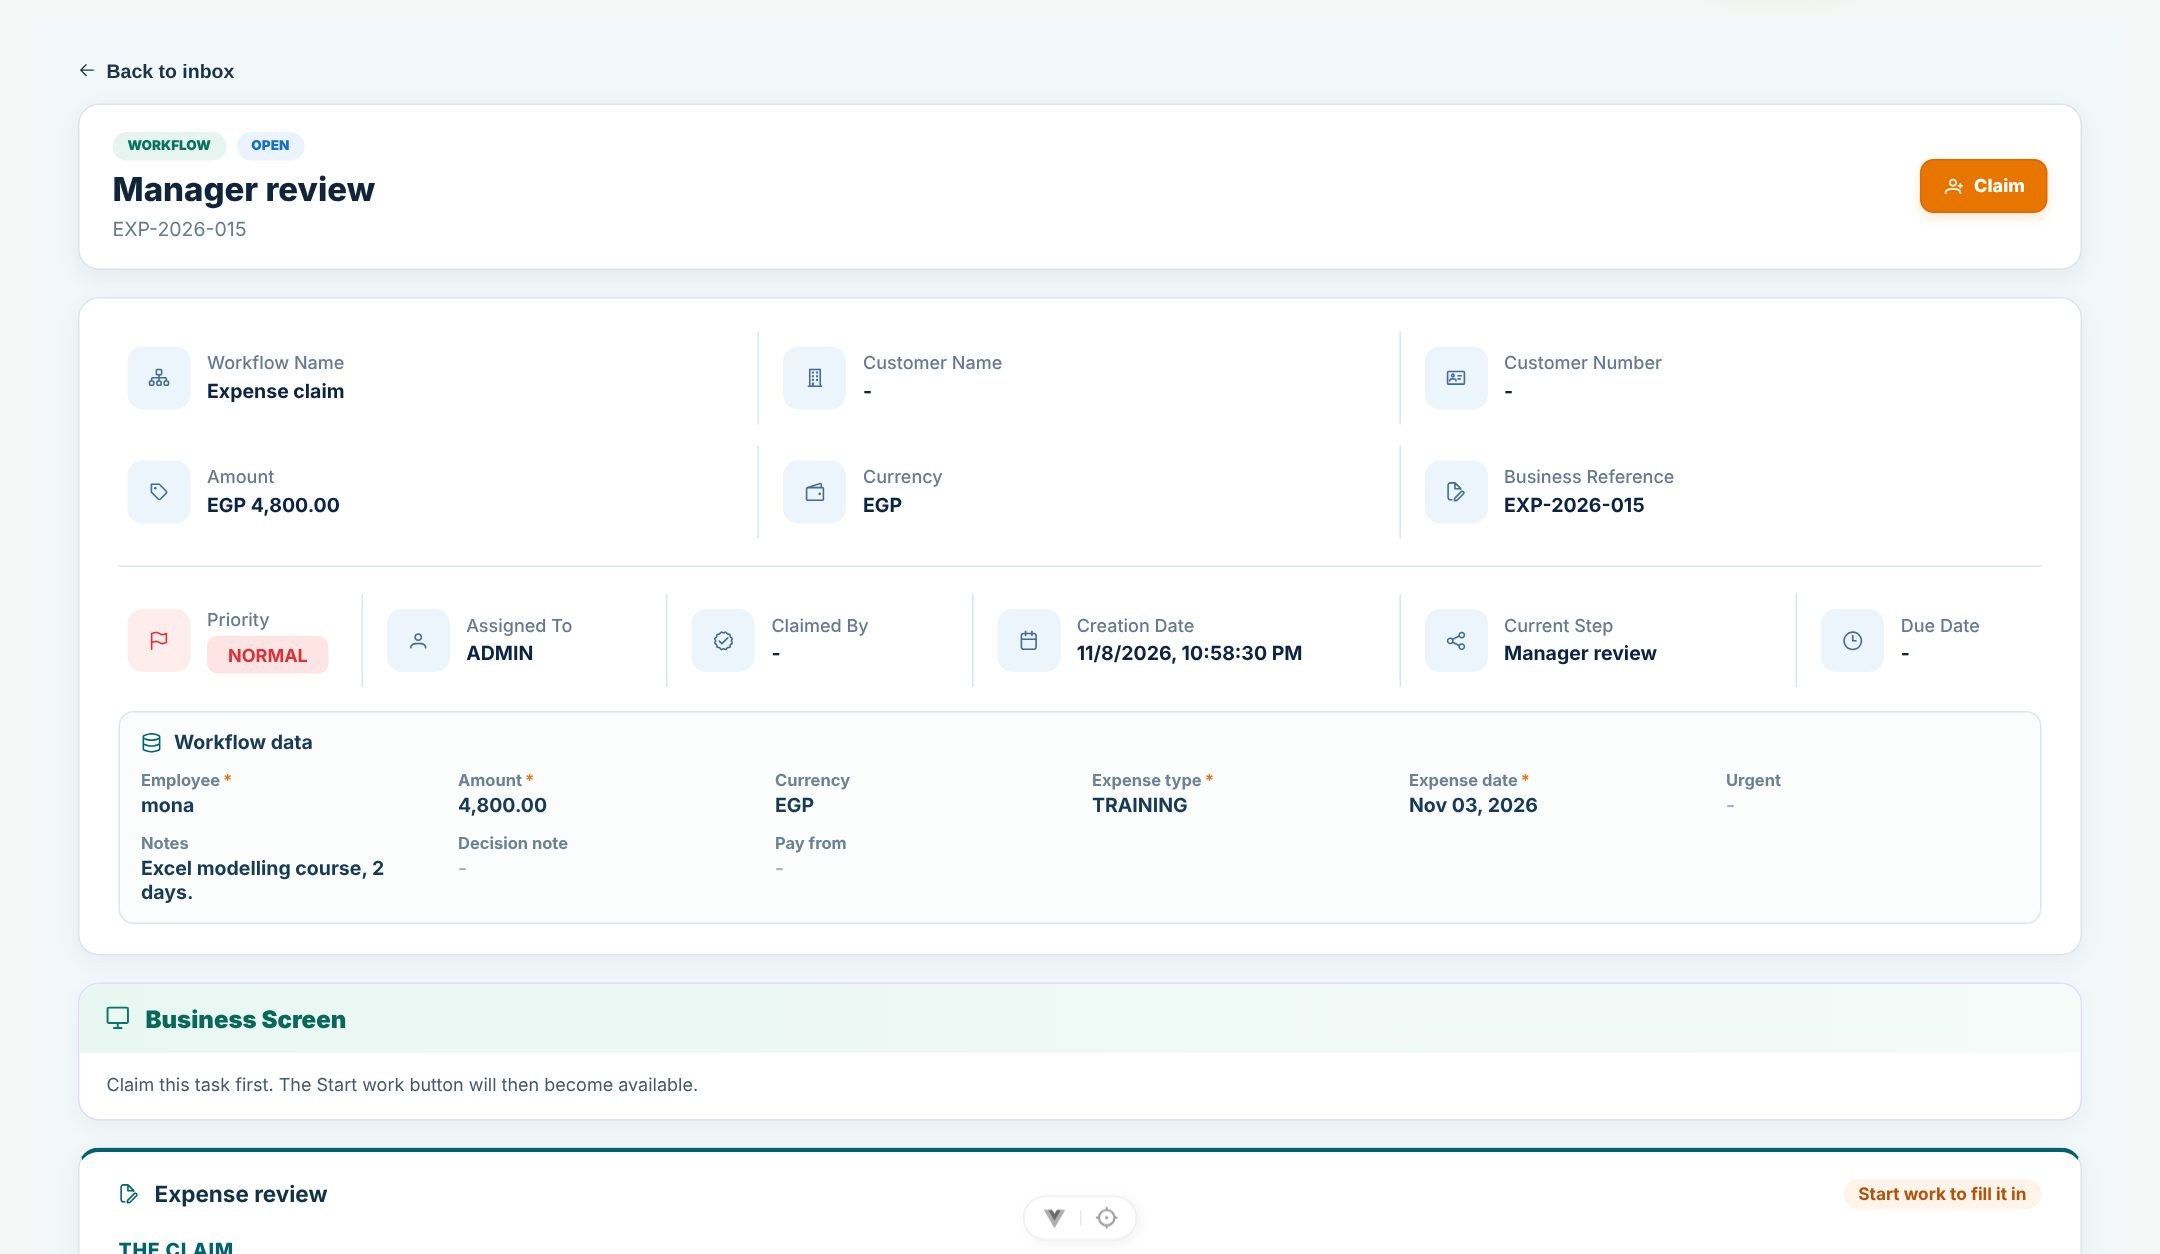 Back to inbox
WORKFLOW OPEN
Manager review
EXP-2026-015
Claim
Workflow Name
Expense claim
Customer Name
-
Customer Number
-
Amount
EGP 4,800.00
Currency
EGP
Business Reference
EXP-2026-015
Priority
NORMAL
Assigned To
ADMIN
Claimed By
-
Creation Date
11/8/2026, 10:58:30 PM
Current Step
Manager review
Due Date
-
Workflow data
Employee *
mona
Amount *
4,800.00
Currency
EGP
Expense type *
TRAINING
Expense date *
Nov 03, 2026
Urgent
-
Notes
Excel modelling course, 2
days.
Decision note
-
Pay from
-
Business Screen
Claim this task first. The Start work button will then become available.
Expense review
Start work to fill it in
THE CLAIM